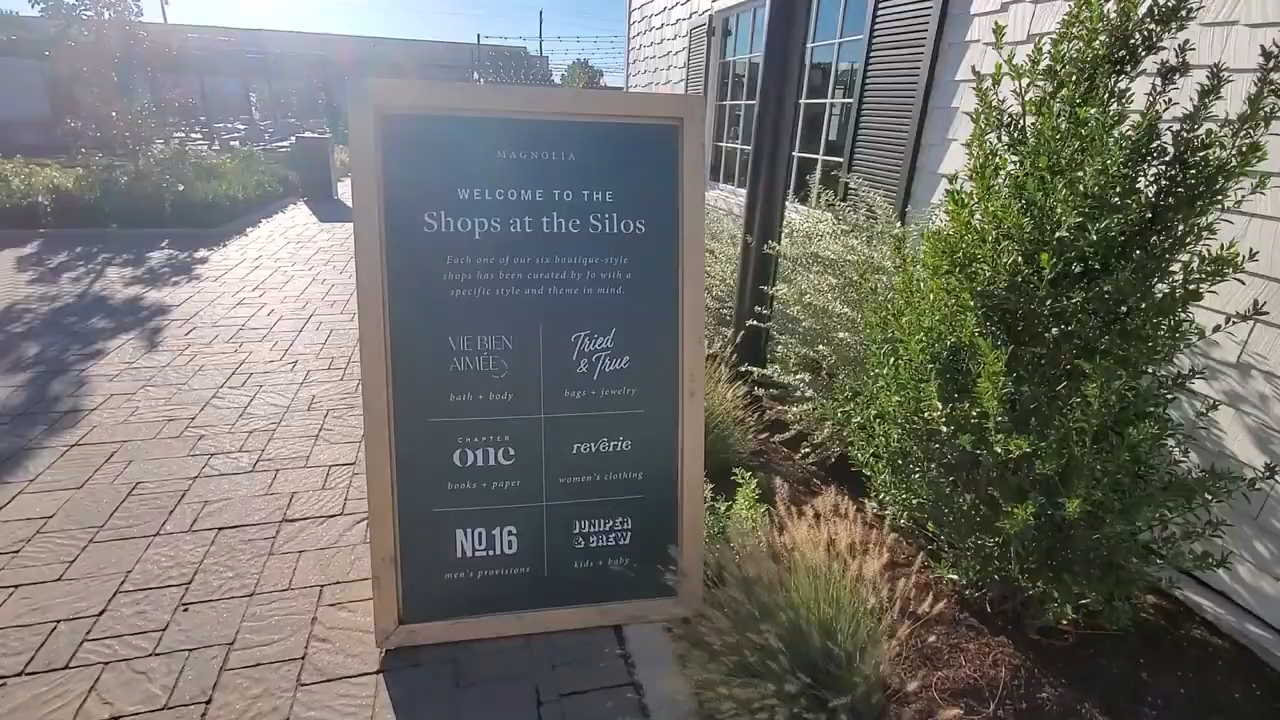 MAGNOLIA
WELCOME TO THE
Shops at the Silos
Each one of our six boutique-style
shops has been curated by Jo with a
specific style and theme in mind.
VIE BIEN
AIMÉE
bath + body
Tried
& True
bags + jewelry
CHAPTER
one
books + paper
reverie
women's clothing
No.16
men's provisions
JUNIPER
& CREW
kids + baby